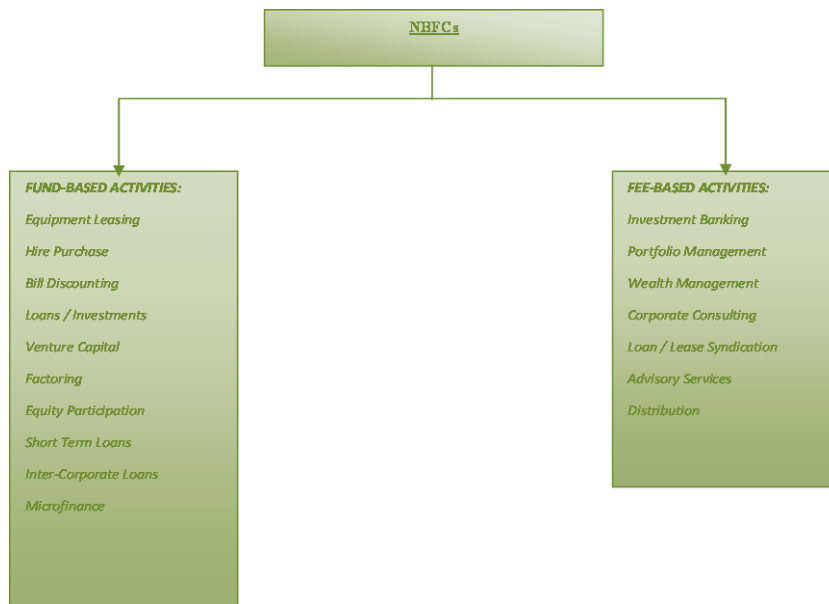 NBFCs
FUND-BASED ACTIVITIES:
Equipment Leasing
Hire Purchase
Bill Discounting
Loans / Investments
Venture Capital
Factoring
Equity Participation
Short Term Loans
Inter-Corporate Loans
Microfinance
FEE-BASED ACTIVITIES:
Investment Banking
Portfolio Management
Wealth Management
Corporate Consulting
Loan / Lease Syndication
Advisory Services
Distribution